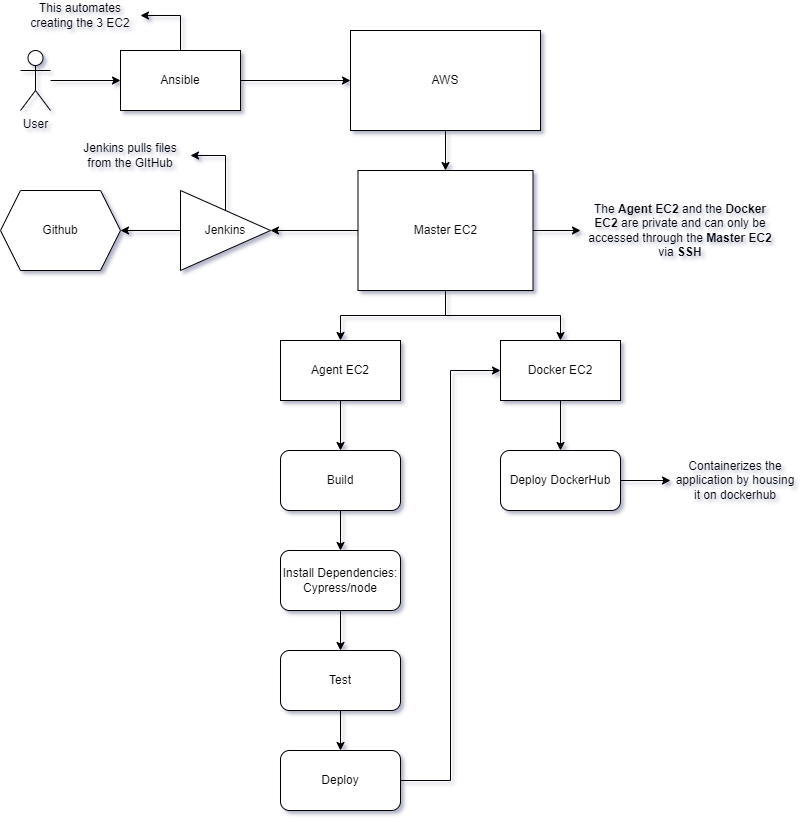 This automates
creating the 3 EC2
User
Ansible
AWS
Jenkins pulls files
from the GItHub
Github
Jenkins
Master EC2
The Agent EC2 and the Docker
EC2 are private and can only be
accessed through the Master EC2
via SSH
Agent EC2
Docker EC2
Build
Deploy DockerHub
Containerizes the
application by housing
it on dockerhub
Install Dependencies:
Cypress/node
Test
Deploy